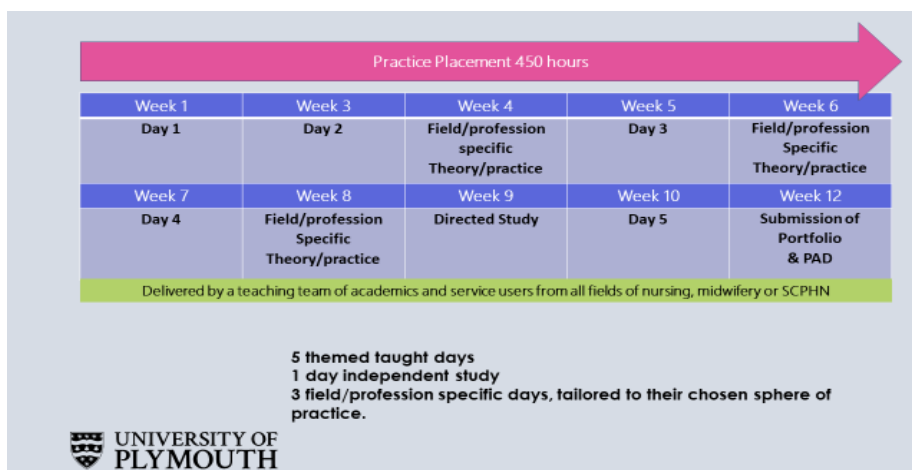 Practice Placement 450 hours
Week 1 Week 3 Week 4 Week 5 Week 6
Day 1 Day 2 Field/profession specific Theory/practice Day 3 Field/profession Specific Theory/practice
Week 7 Week 8 Week 9 Week 10 Week 12
Day 4 Field/profession Specific Theory/practice Directed Study Day 5 Submission of Portfolio & PAD
Delivered by a teaching team of academics and service users from all fields of nursing, midwifery or SCPHN
5 themed taught days
1 day independent study
3 field/profession specific days, tailored to their chosen sphere of
practice.
UNIVERSITY OF
PLYMOUTH